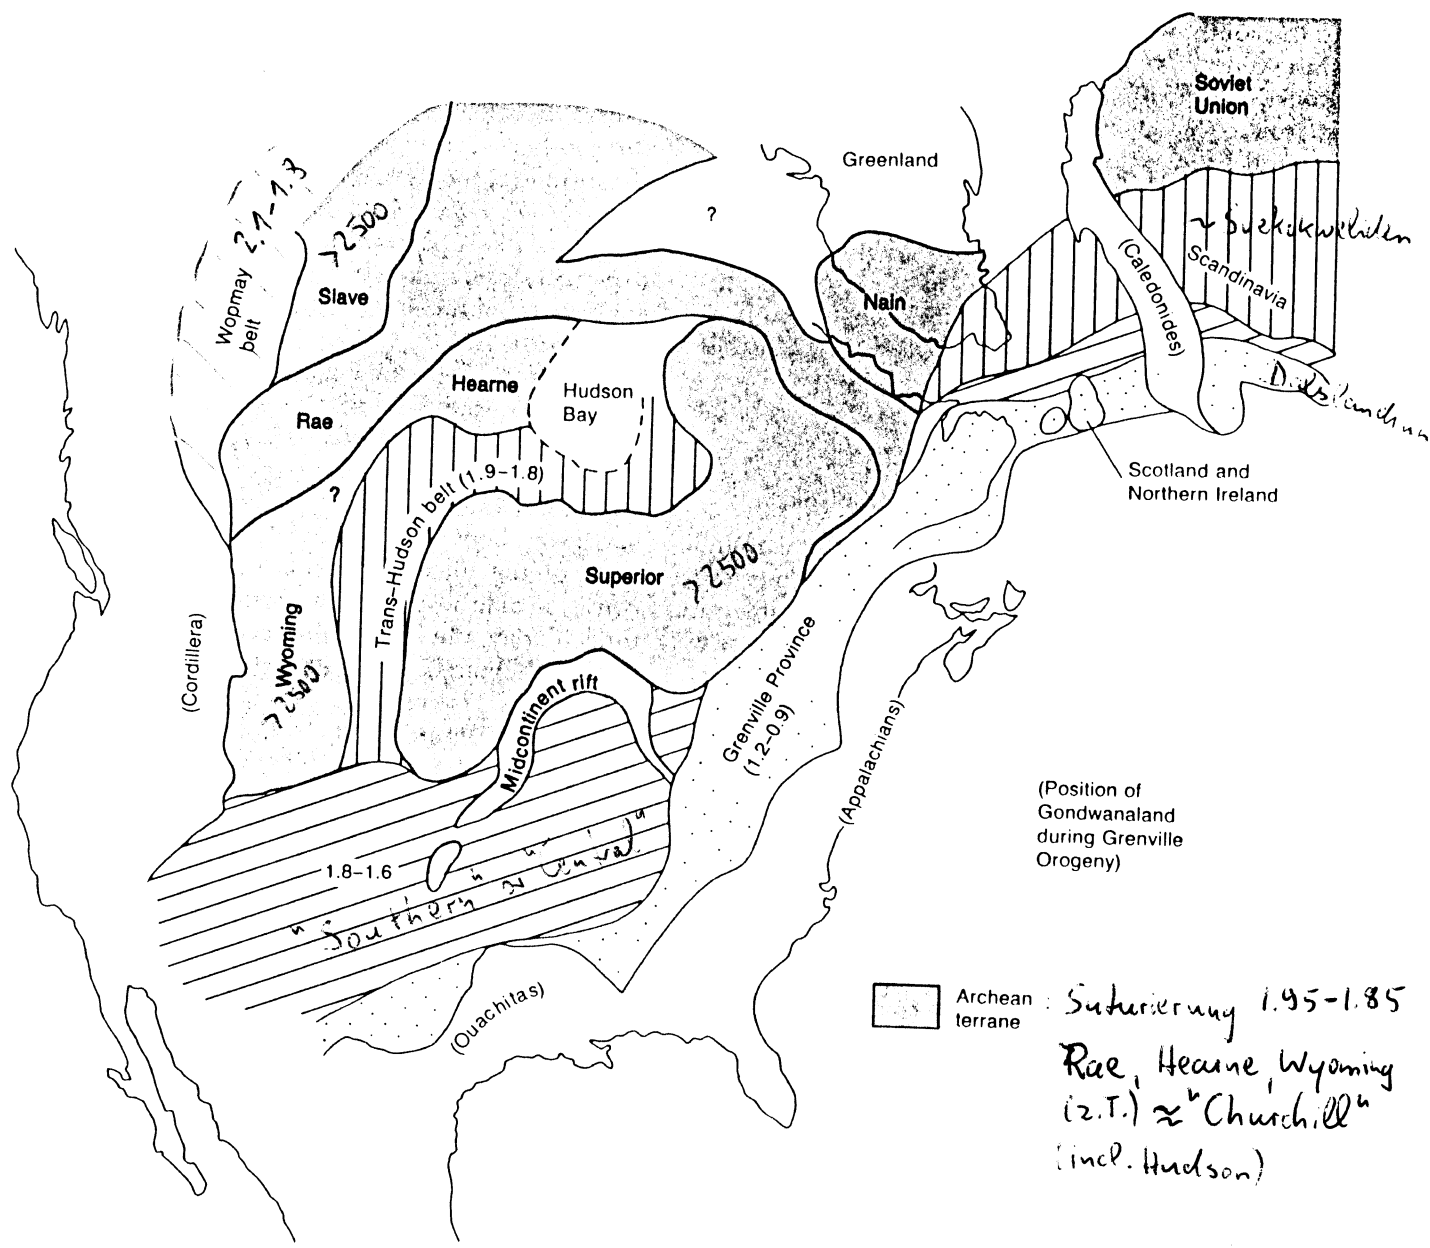 Soviet
Union
Greenland
?
2.1-1.8
>2500
Wopmay
belt
Slave
Nain
(Caledonides)
Scandinavia
Hearne
Hudson
Bay
Rae
?
Trans-Hudson belt (1.9-1.8)
Scotland and
Northern Ireland
Superior
>2500
Wyoming
>2500
(Cordillera)
Midcontinent rift
Grenville Province
(1.2-0.9)
(Appalachians)
(Position of
Gondwanaland
during Grenville
Orogeny)
1.8-1.6
"Southern" ≈ "Central"
(Ouachitas)
Archean
terrane
: Suturierung 1.95-1.85
Rae, Hearne, Wyoming
(z.T.) ≈ "Churchill"
(incl. Hudson)